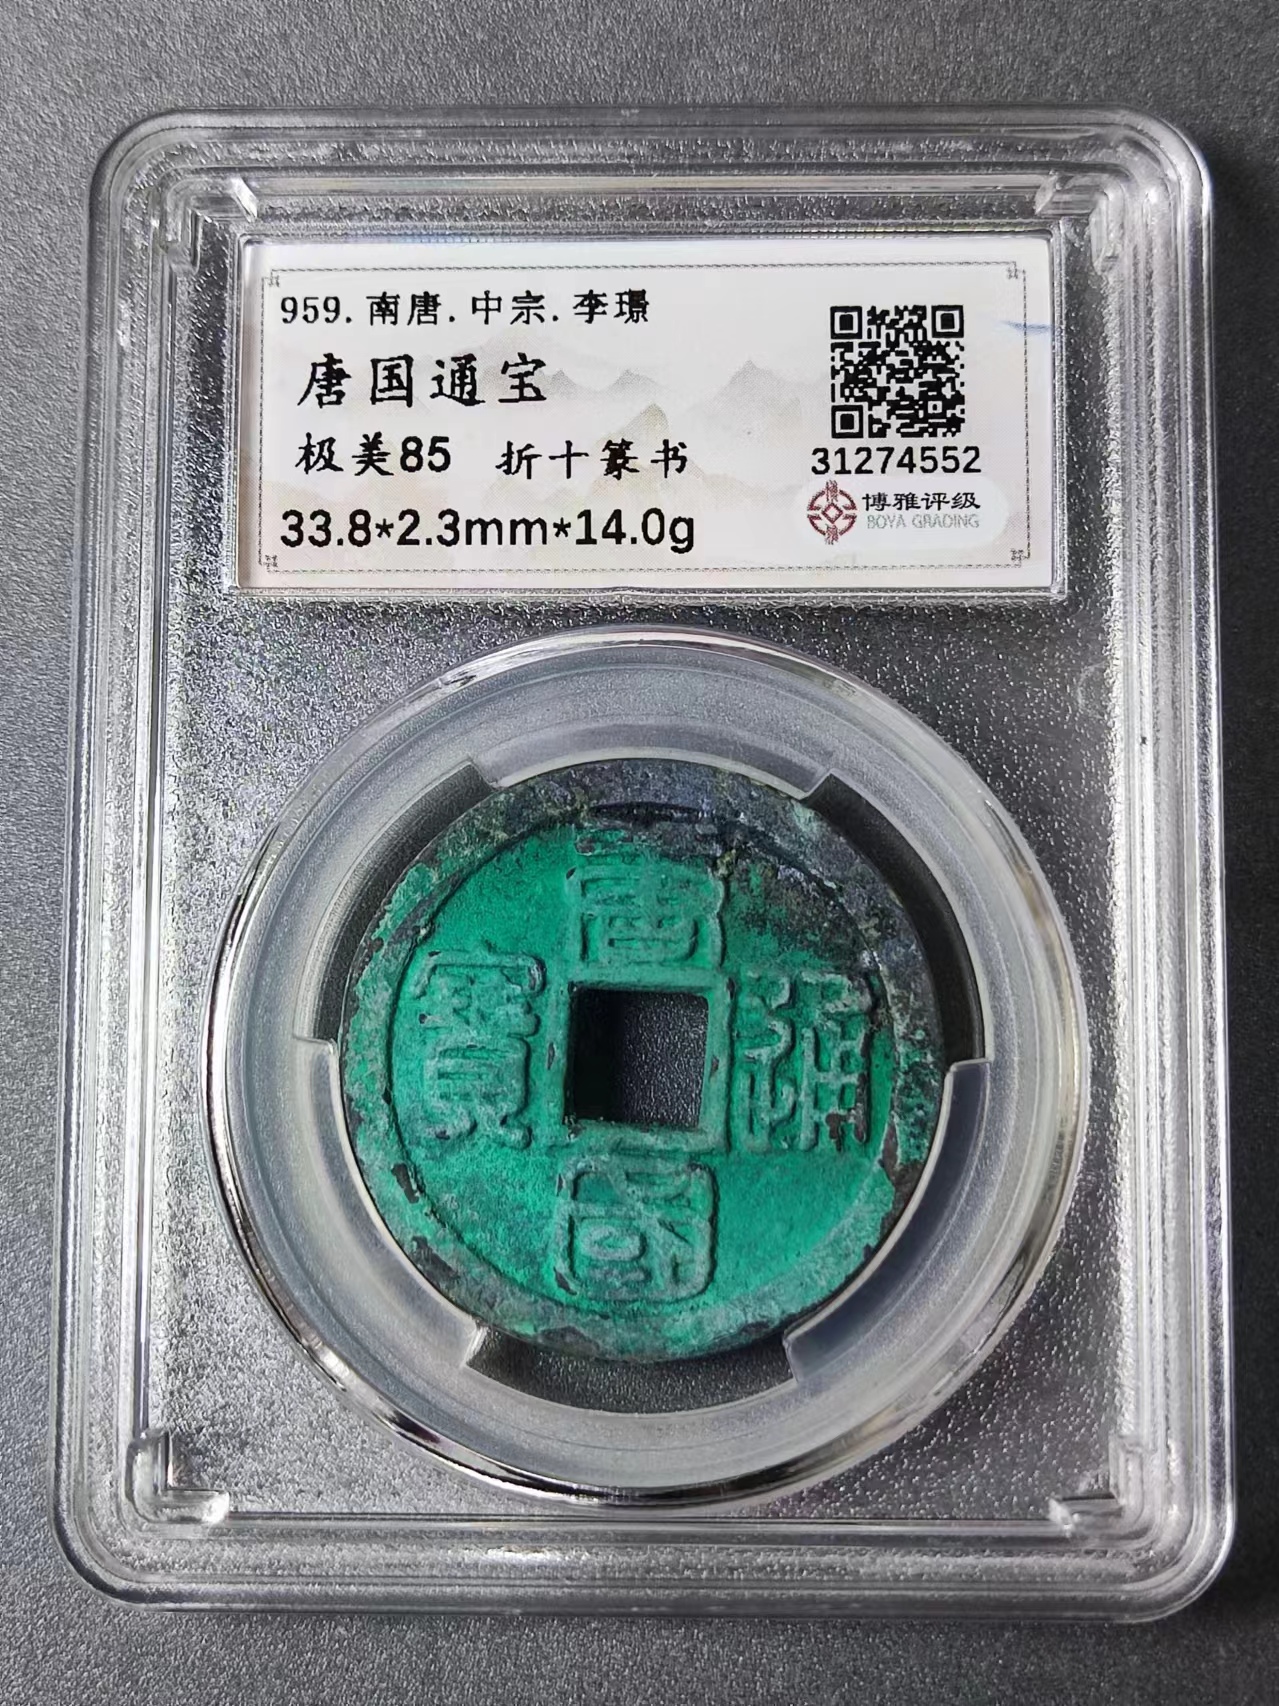 959.南唐.中宗.李璟
唐国通宝
极美85 折十篆书
33.8*2.3mm*14.0g
31274552
博雅评级
BOYA GRADING
唐國通寶